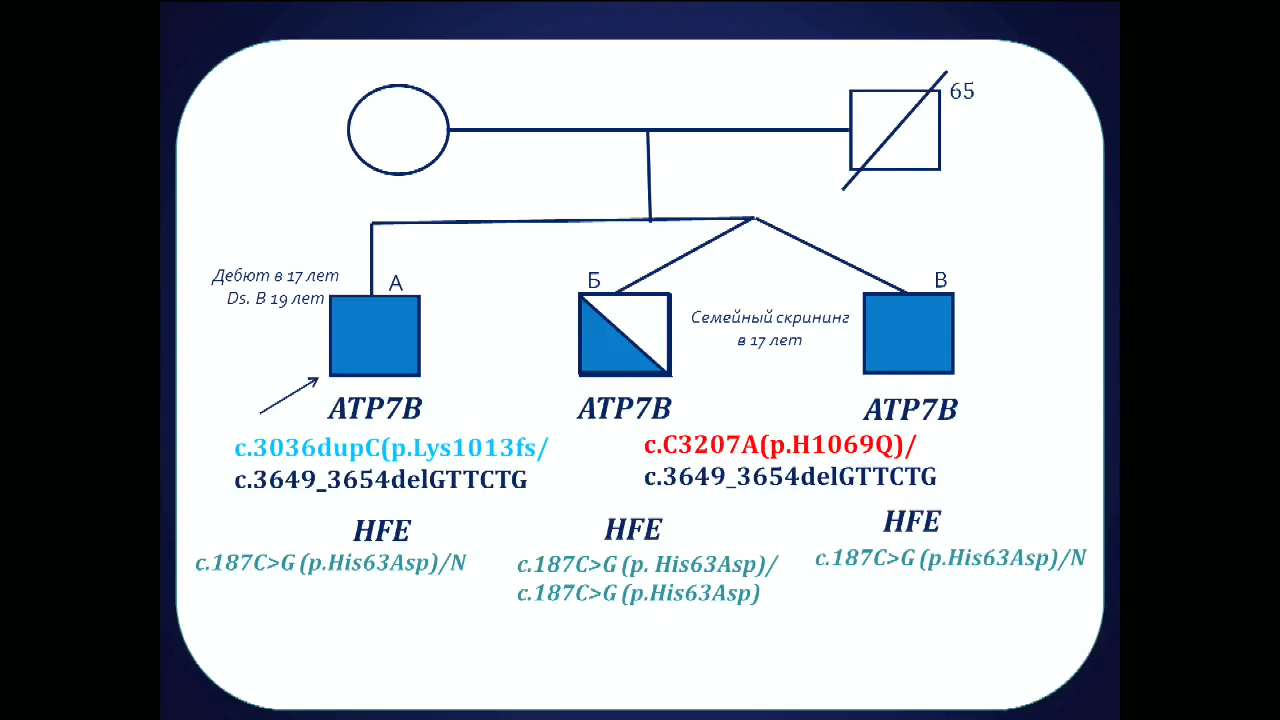 65
Дебют в 17 лет
Ds. В 19 лет
А
Б
В
Семейный скрининг
в 17 лет
ATP7B
ATP7B
ATP7B
c.3036dupC(p.Lys1013fs/
c.3649_3654delGTTCTG
c.C3207A(p.H1069Q)/
c.3649_3654delGTTCTG
HFE
HFE
HFE
c.187C>G (p.His63Asp)/N
c.187C>G (p. His63Asp)/
c.187C>G (p.His63Asp)
c.187C>G (p.His63Asp)/N